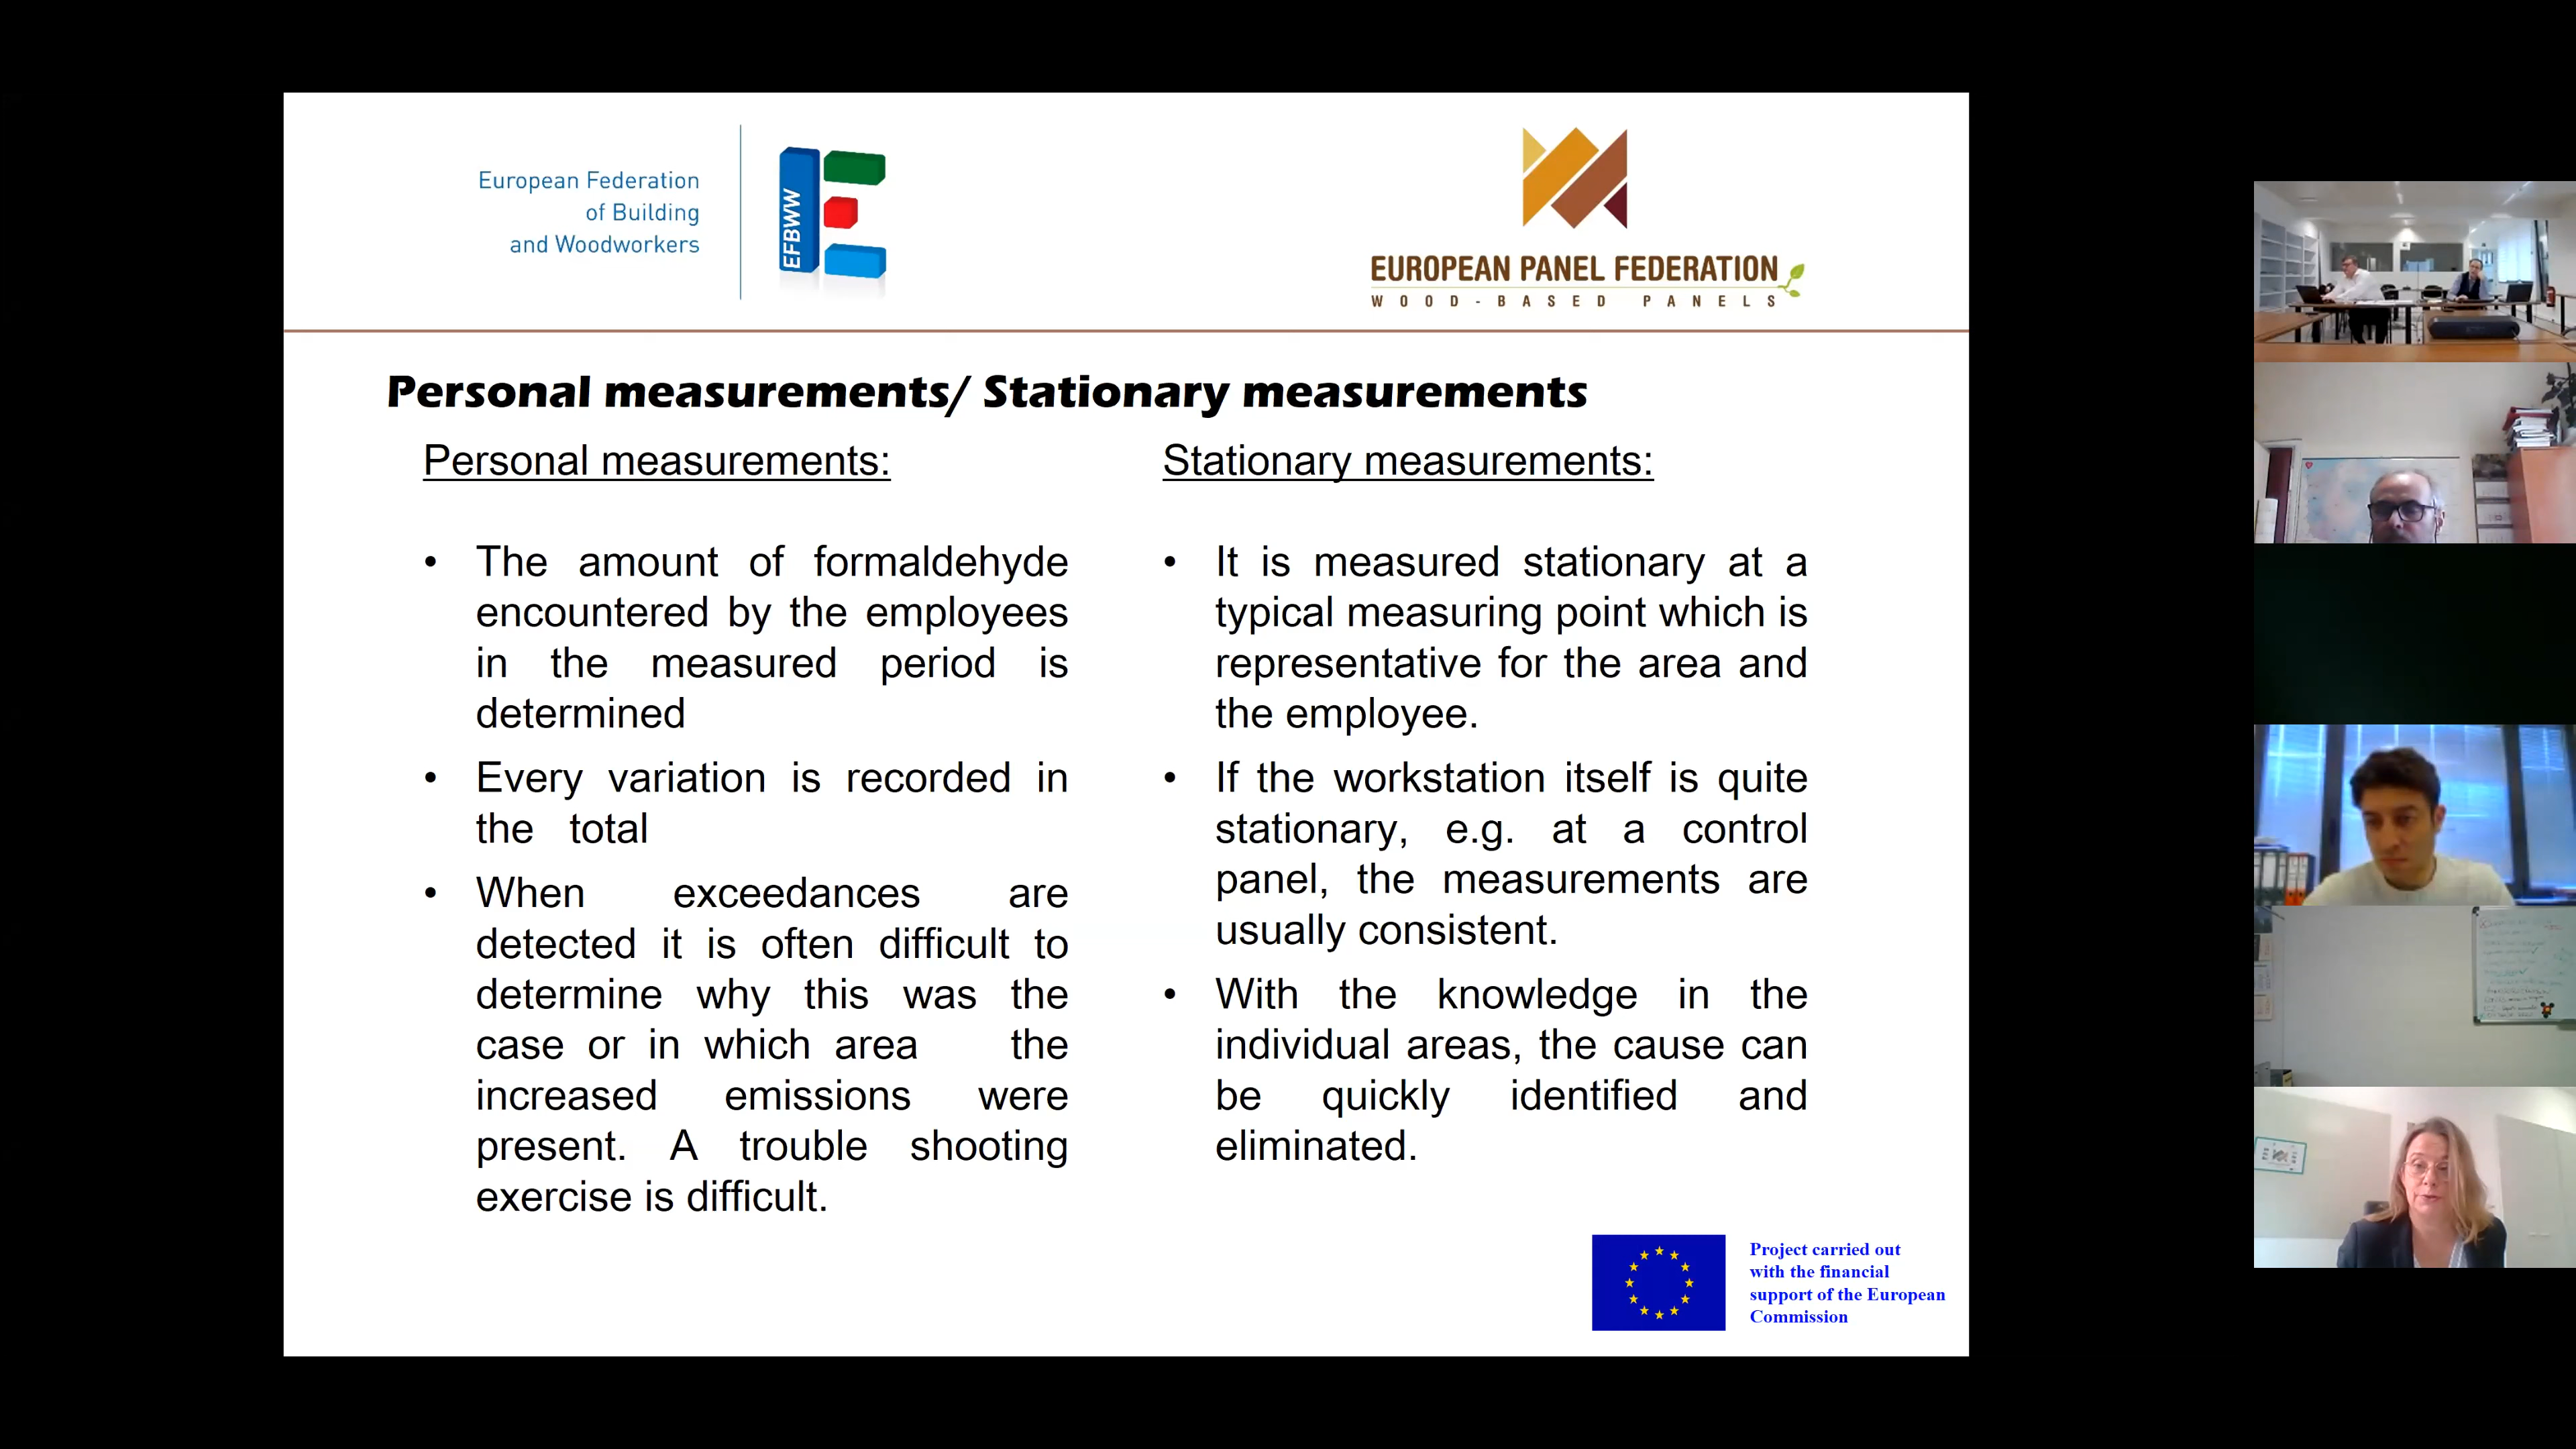 European Federation
of Building
and Woodworkers
EFBWW
EUROPEAN PANEL FEDERATION
WOOD-BASED PANELS
Personal measurements/ Stationary measurements
Personal measurements:
• The amount of formaldehyde
encountered by the employees
in the measured period is
determined
• Every variation is recorded in
the total
• When exceedances are
detected it is often difficult to
determine why this was the
case or in which area the
increased emissions were
present. A trouble shooting
exercise is difficult.
Stationary measurements:
• It is measured stationary at a
typical measuring point which is
representative for the area and
the employee.
• If the workstation itself is quite
stationary, e.g. at a control
panel, the measurements are
usually consistent.
• With the knowledge in the
individual areas, the cause can
be quickly identified and
eliminated.
Project carried out
with the financial
support of the European
Commission